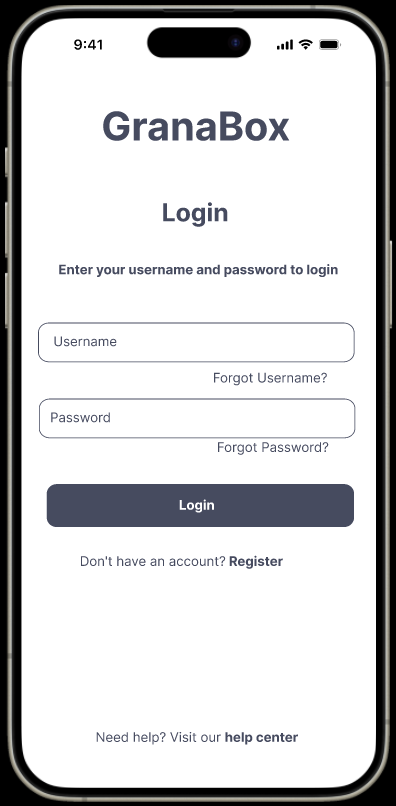 9:41
GranaBox
Login
Enter your username and password to login
Username
Forgot Username?
Password
Forgot Password?
Login
Don't have an account? Register
Need help? Visit our help center